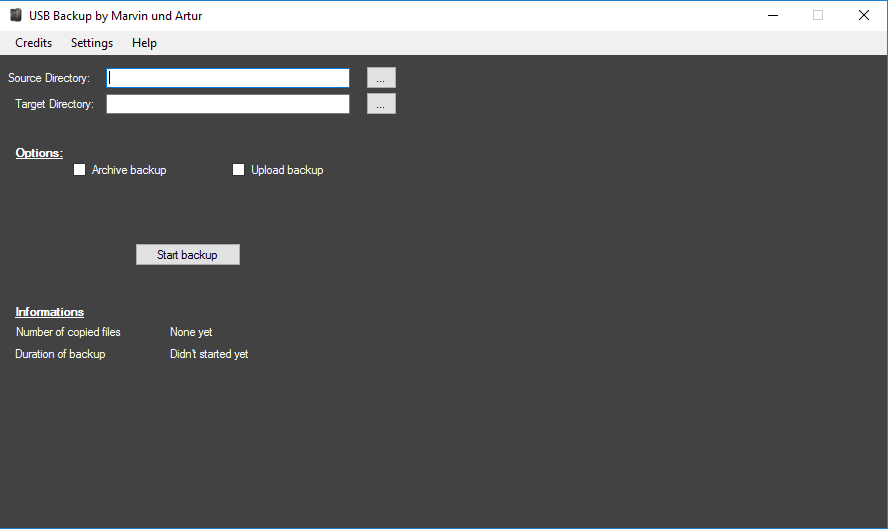 USB Backup by Marvin und Artur
Credits Settings Help
Source Directory: ...
Target Directory: ...
Options:
Archive backup Upload backup
Start backup
Informations
Number of copied files None yet
Duration of backup Didn't started yet